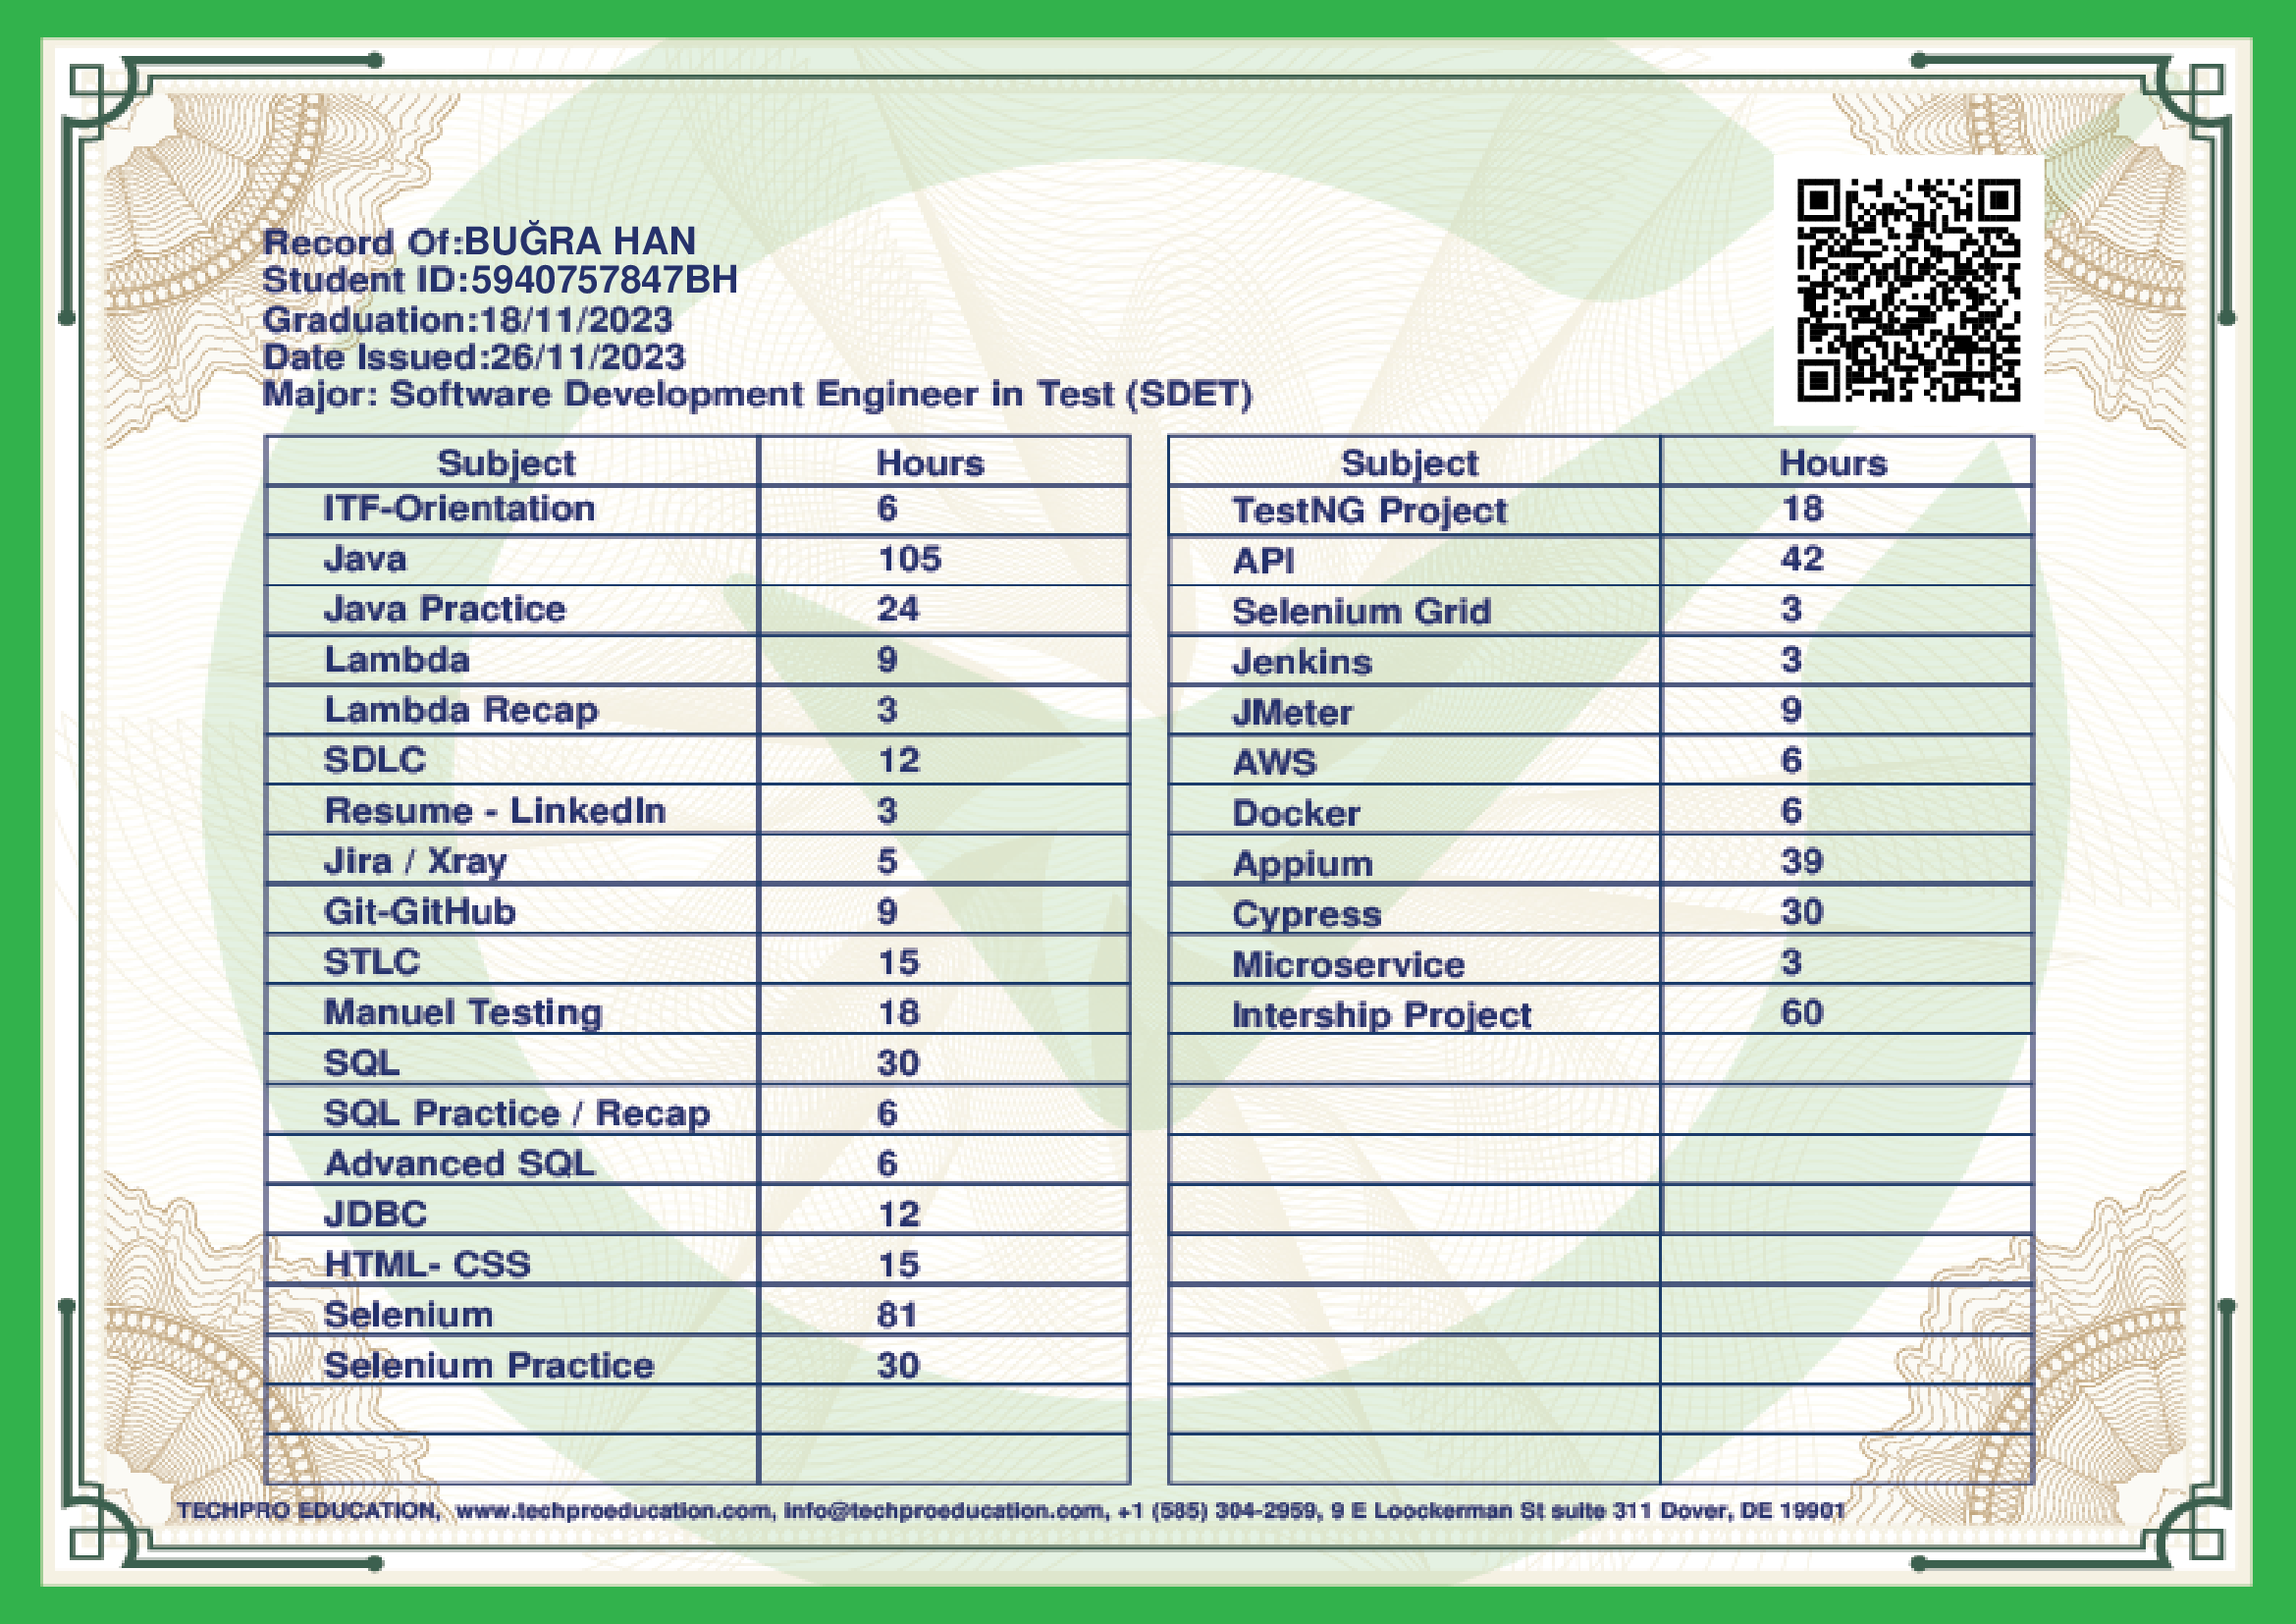 Record Of:BUĞRA HAN
Student ID:5940757847BH
Graduation:18/11/2023
Date Issued:26/11/2023
Major: Software Development Engineer in Test (SDET)
Subject Hours
ITF-Orientation 6
Java 105
Java Practice 24
Lambda 9
Lambda Recap 3
SDLC 12
Resume - LinkedIn 3
Jira / Xray 5
Git-GitHub 9
STLC 15
Manuel Testing 18
SQL 30
SQL Practice / Recap 6
Advanced SQL 6
JDBC 12
HTML- CSS 15
Selenium 81
Selenium Practice 30
Subject Hours
TestNG Project 18
API 42
Selenium Grid 3
Jenkins 3
JMeter 9
AWS 6
Docker 6
Appium 39
Cypress 30
Microservice 3
Intership Project 60
TECHPRO EDUCATION, www.techproeducation.com, info@techproeducation.com, +1 (585) 304-2959, 9 E Loockerman St suite 311 Dover, DE 19901